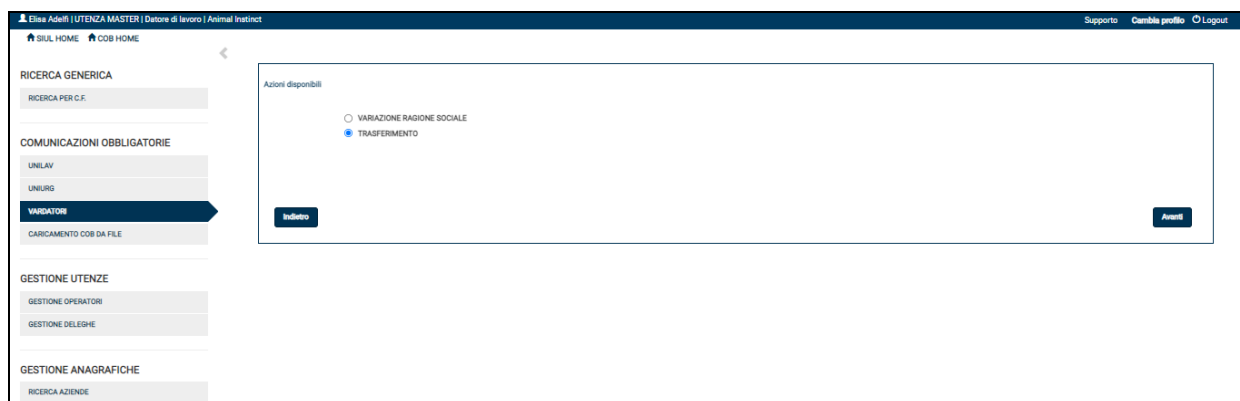 Elisa Adelfi | UTENZA MASTER | Datore di lavoro | Animal Instinct
Supporto Cambia profilo Logout
SIUL HOME COB HOME
RICERCA GENERICA
RICERCA PER C.F.
COMUNICAZIONI OBBLIGATORIE
UNILAV
UNIURG
VARDATORI
CARICAMENTO COB DA FILE
GESTIONE UTENZE
GESTIONE OPERATORI
GESTIONE DELEGHE
GESTIONE ANAGRAFICHE
RICERCA AZIENDE
Azioni disponibili
VARIAZIONE RAGIONE SOCIALE
TRASFERIMENTO
Indietro
Avanti